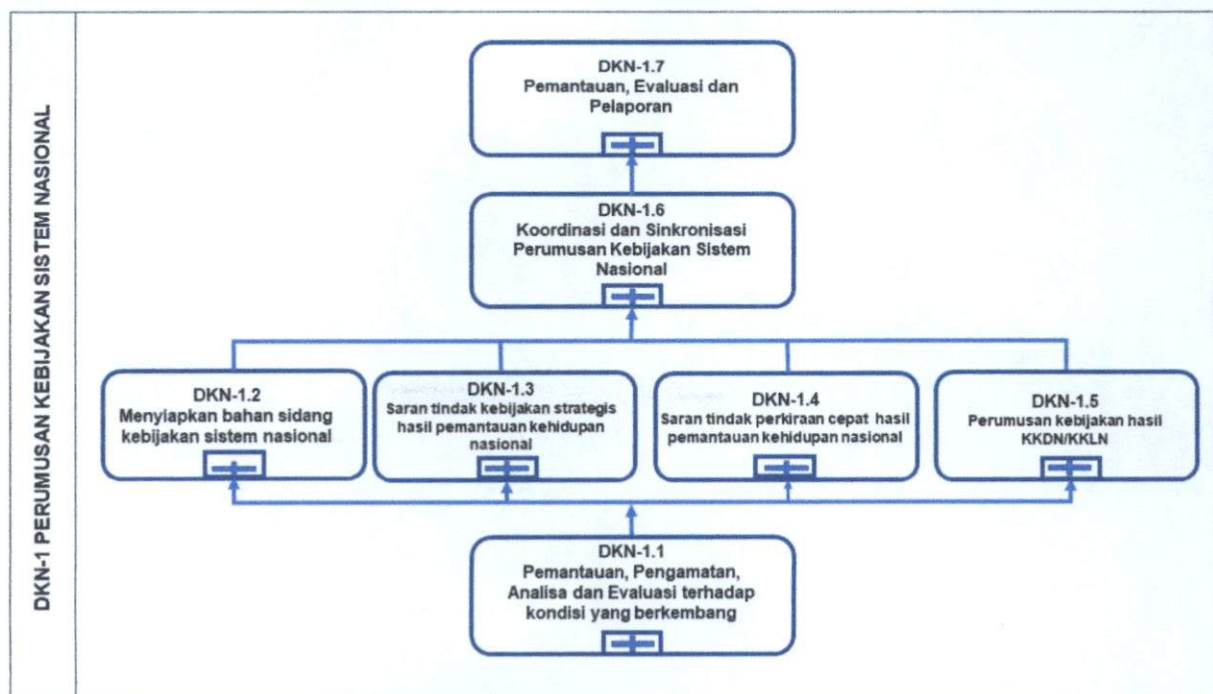 DKN-1 PERUMUSAN KEBIJAKAN SISTEM NASIONAL
DKN-1.7
Pemantauan, Evaluasi dan
Pelaporan
DKN-1.6
Koordinasi dan Sinkronisasi
Perumusan Kebijakan Sistem
Nasional
DKN-1.2
Menyiapkan bahan sidang
kebijakan sistem nasional
DKN-1.3
Saran tindak kebijakan strategis
hasil pemantauan kehidupan
nasional
DKN-1.4
Saran tindak perkiraan cepat hasil
pemantauan kehidupan nasional
DKN-1.5
Perumusan kebijakan hasil
KKDN/KKLN
DKN-1.1
Pemantauan, Pengamatan,
Analisa dan Evaluasi terhadap
kondisi yang berkembang